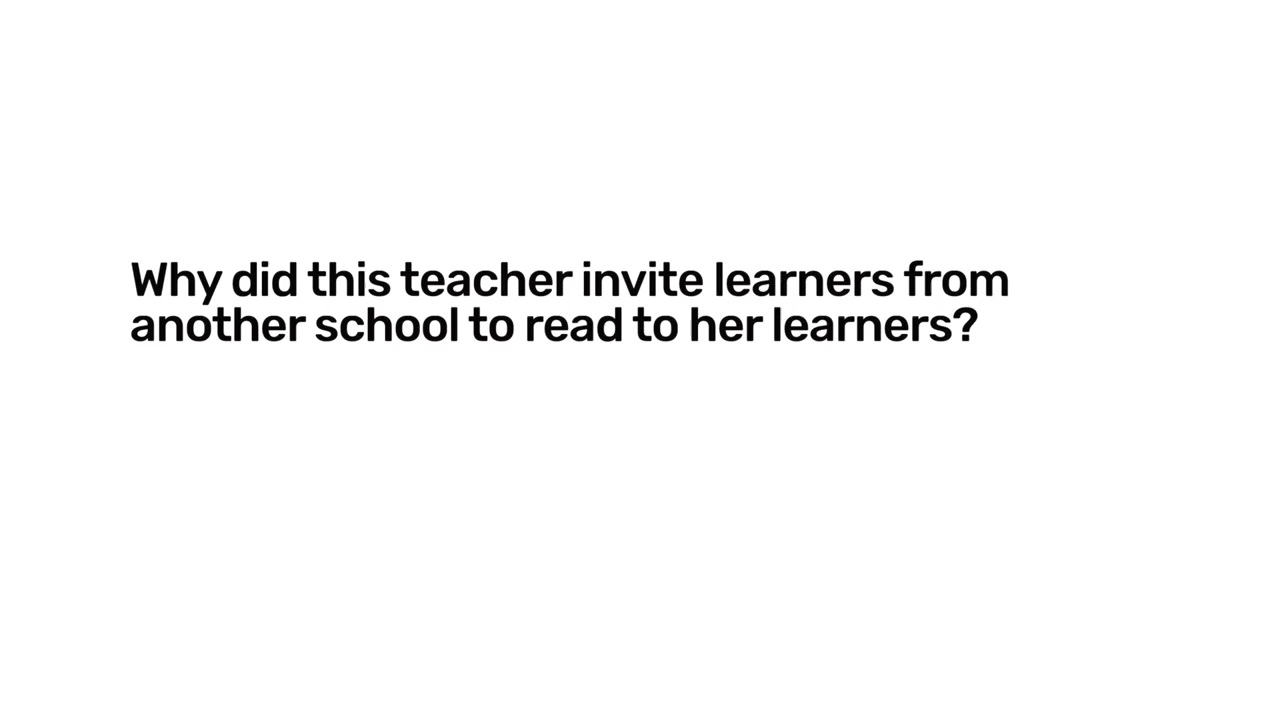 Why did this teacher invite learners from
another school to read to her learners?